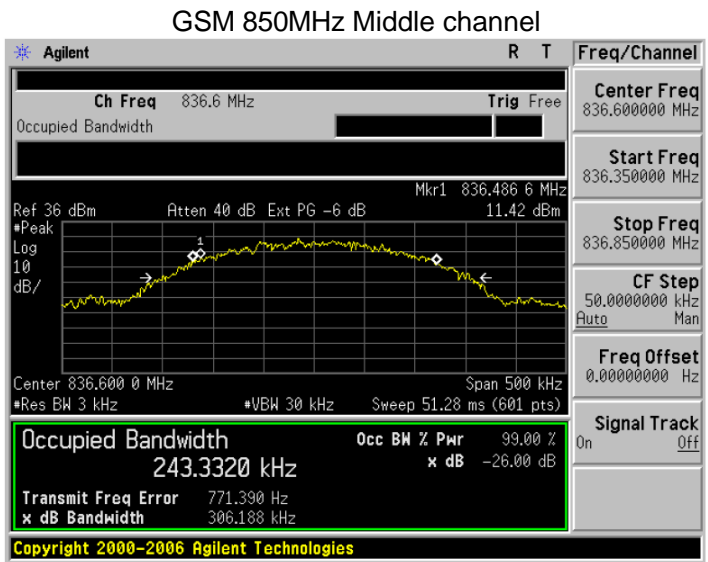 GSM 850MHz Middle channel
Agilent R T Freq/Channel
Ch Freq 836.6 MHz Trig Free
Occupied Bandwidth
Center Freq
836.600000 MHz
Start Freq
836.350000 MHz
Mkr1 836.486 6 MHz
Ref 36 dBm Atten 40 dB Ext PG -6 dB 11.42 dBm
#Peak
Log
10
dB/
1
Stop Freq
836.850000 MHz
CF Step
50.0000000 kHz
Auto Man
Freq Offset
0.00000000 Hz
Center 836.600 0 MHz Span 500 kHz
#Res BW 3 kHz #VBW 30 kHz Sweep 51.28 ms (601 pts)
Signal Track
On Off
Occupied Bandwidth Occ BW % Pwr 99.00 %
243.3320 kHz x dB -26.00 dB
Transmit Freq Error 771.390 Hz
x dB Bandwidth 306.188 kHz
Copyright 2000-2006 Agilent Technologies